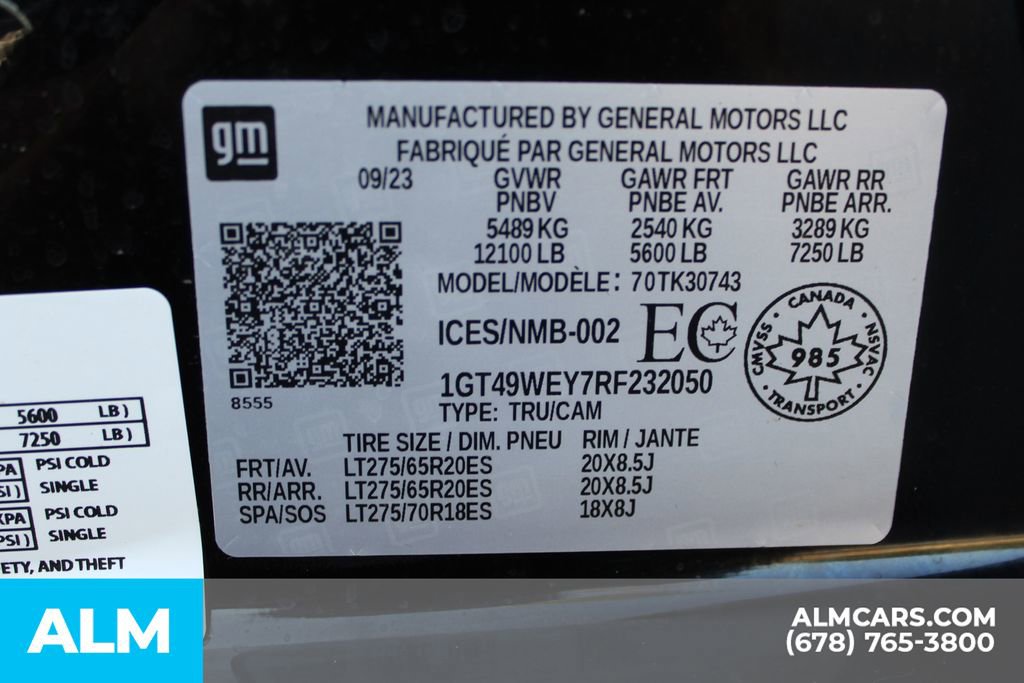 gm
MANUFACTURED BY GENERAL MOTORS LLC
FABRIQUÉ PAR GENERAL MOTORS LLC
09/23 GVWR GAWR FRT GAWR RR
PNBV PNBE AV. PNBE ARR.
5489 KG 2540 KG 3289 KG
12100 LB 5600 LB 7250 LB
MODEL/MODÈLE: 70TK30743
ICES/NMB-002 EC
CANADA
CMVSS 985 NSVAC
TRANSPORT
1GT49WEY7RF232050
8555
TYPE: TRU/CAM
TIRE SIZE / DIM. PNEU RIM / JANTE
FRT/AV. LT275/65R20ES 20X8.5J
RR/ARR. LT275/65R20ES 20X8.5J
SPA/SOS LT275/70R18ES 18X8J
5600 LB)
7250 LB)
PSI COLD
SINGLE
KPA PSI COLD
PSI) SINGLE
ETY, AND THEFT
ALM
ALMCARS.COM
(678) 765-3800